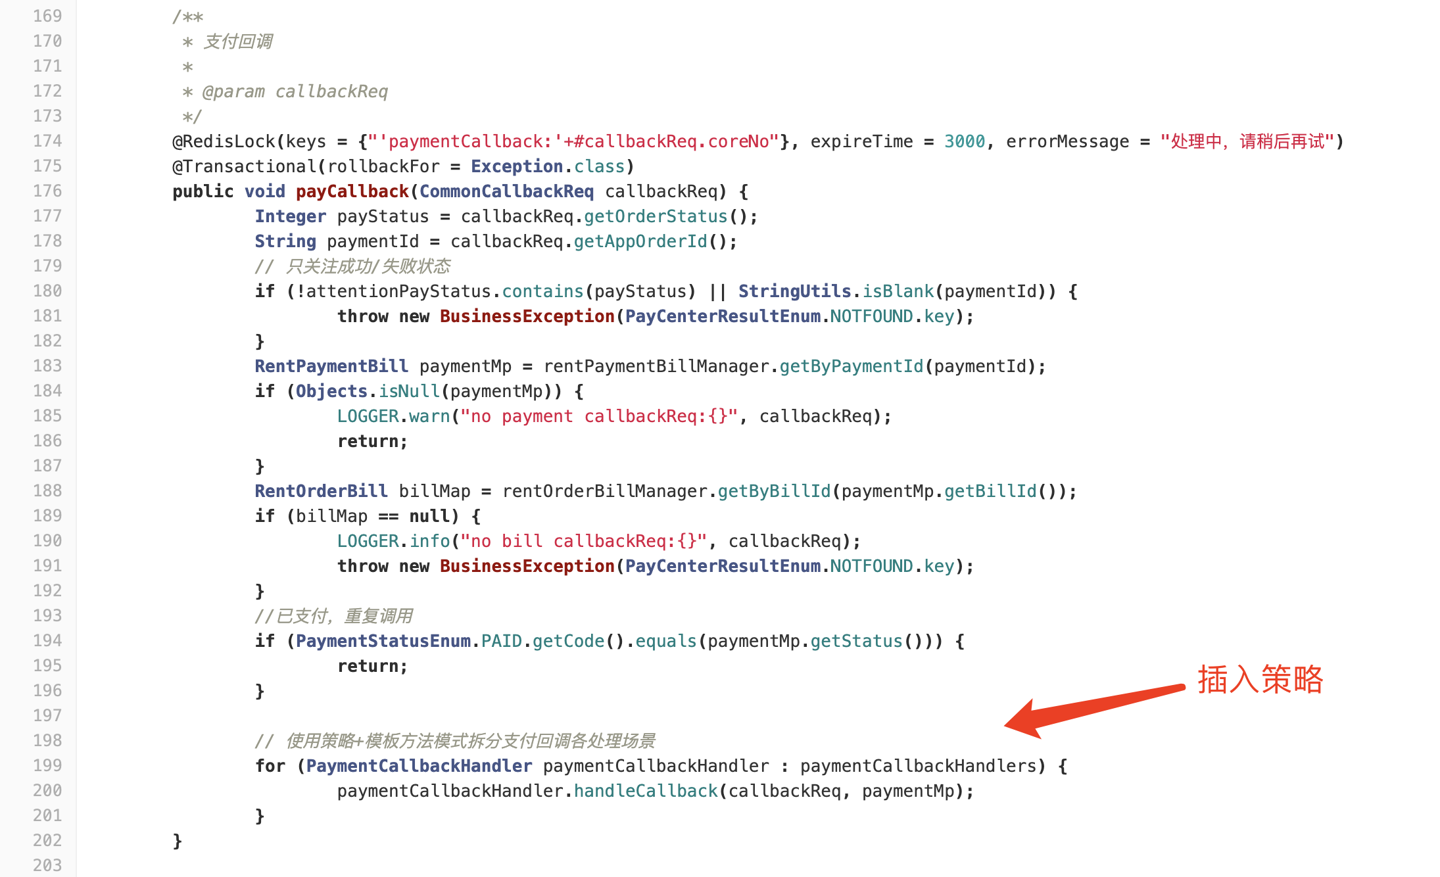 169 /**
170  * 支付回调
171  *
172  * @param callbackReq
173  */
174 @RedisLock(keys = {"'paymentCallback:'+#callbackReq.coreNo"}, expireTime = 3000, errorMessage = "处理中，请稍后再试")
175 @Transactional(rollbackFor = Exception.class)
176 public void payCallback(CommonCallbackReq callbackReq) {
177 Integer payStatus = callbackReq.getOrderStatus();
178 String paymentId = callbackReq.getAppOrderId();
179 // 只关注成功/失败状态
180 if (!attentionPayStatus.contains(payStatus) || StringUtils.isBlank(paymentId)) {
181 throw new BusinessException(PayCenterResultEnum.NOTFOUND.key);
182 }
183 RentPaymentBill paymentMp = rentPaymentBillManager.getByPaymentId(paymentId);
184 if (Objects.isNull(paymentMp)) {
185 LOGGER.warn("no payment callbackReq:{}", callbackReq);
186 return;
187 }
188 RentOrderBill billMap = rentOrderBillManager.getByBillId(paymentMp.getBillId());
189 if (billMap == null) {
190 LOGGER.info("no bill callbackReq:{}", callbackReq);
191 throw new BusinessException(PayCenterResultEnum.NOTFOUND.key);
192 }
193 //已支付，重复调用
194 if (PaymentStatusEnum.PAID.getCode().equals(paymentMp.getStatus())) {
195 return;
196 }
插入策略
197
198 // 使用策略+模板方法模式拆分支付回调各处理场景
199 for (PaymentCallbackHandler paymentCallbackHandler : paymentCallbackHandlers) {
200 paymentCallbackHandler.handleCallback(callbackReq, paymentMp);
201 }
202 }
203